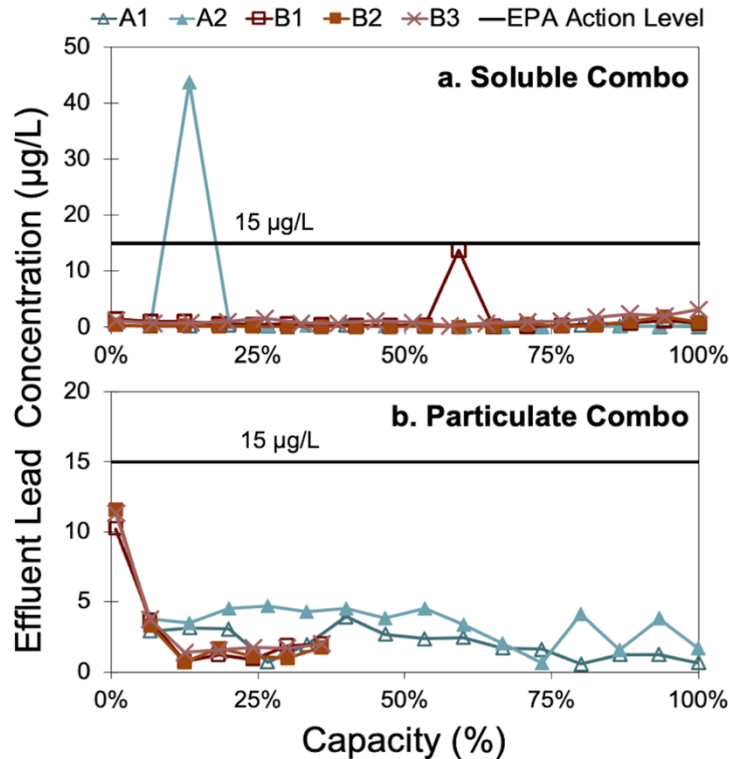 A1 A2 B1 B2 B3 EPA Action Level
a. Soluble Combo
50
40
30
20
15 µg/L
10
0
0% 25% 50% 75% 100%
b. Particulate Combo
20
15 µg/L
15
10
5
0
0% 25% 50% 75% 100%
Effluent Lead Concentration (µg/L)
Capacity (%)